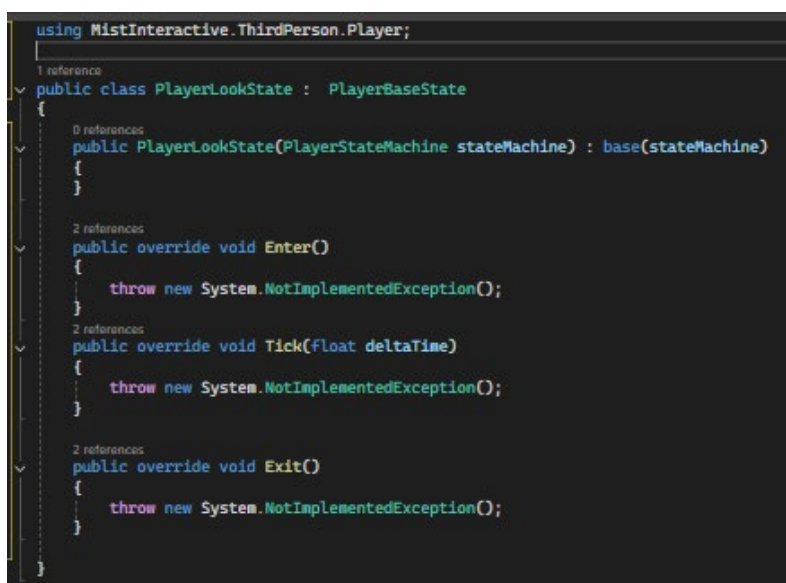 using MistInteractive.ThirdPerson.Player;
1 reference
public class PlayerLookState :  PlayerBaseState
{
0 references
public PlayerLookState(PlayerStateMachine stateMachine) : base(stateMachine)
{
}
2 references
public override void Enter()
{
throw new System.NotImplementedException();
}
2 references
public override void Tick(float deltaTime)
{
throw new System.NotImplementedException();
}
2 references
public override void Exit()
{
throw new System.NotImplementedException();
}
}